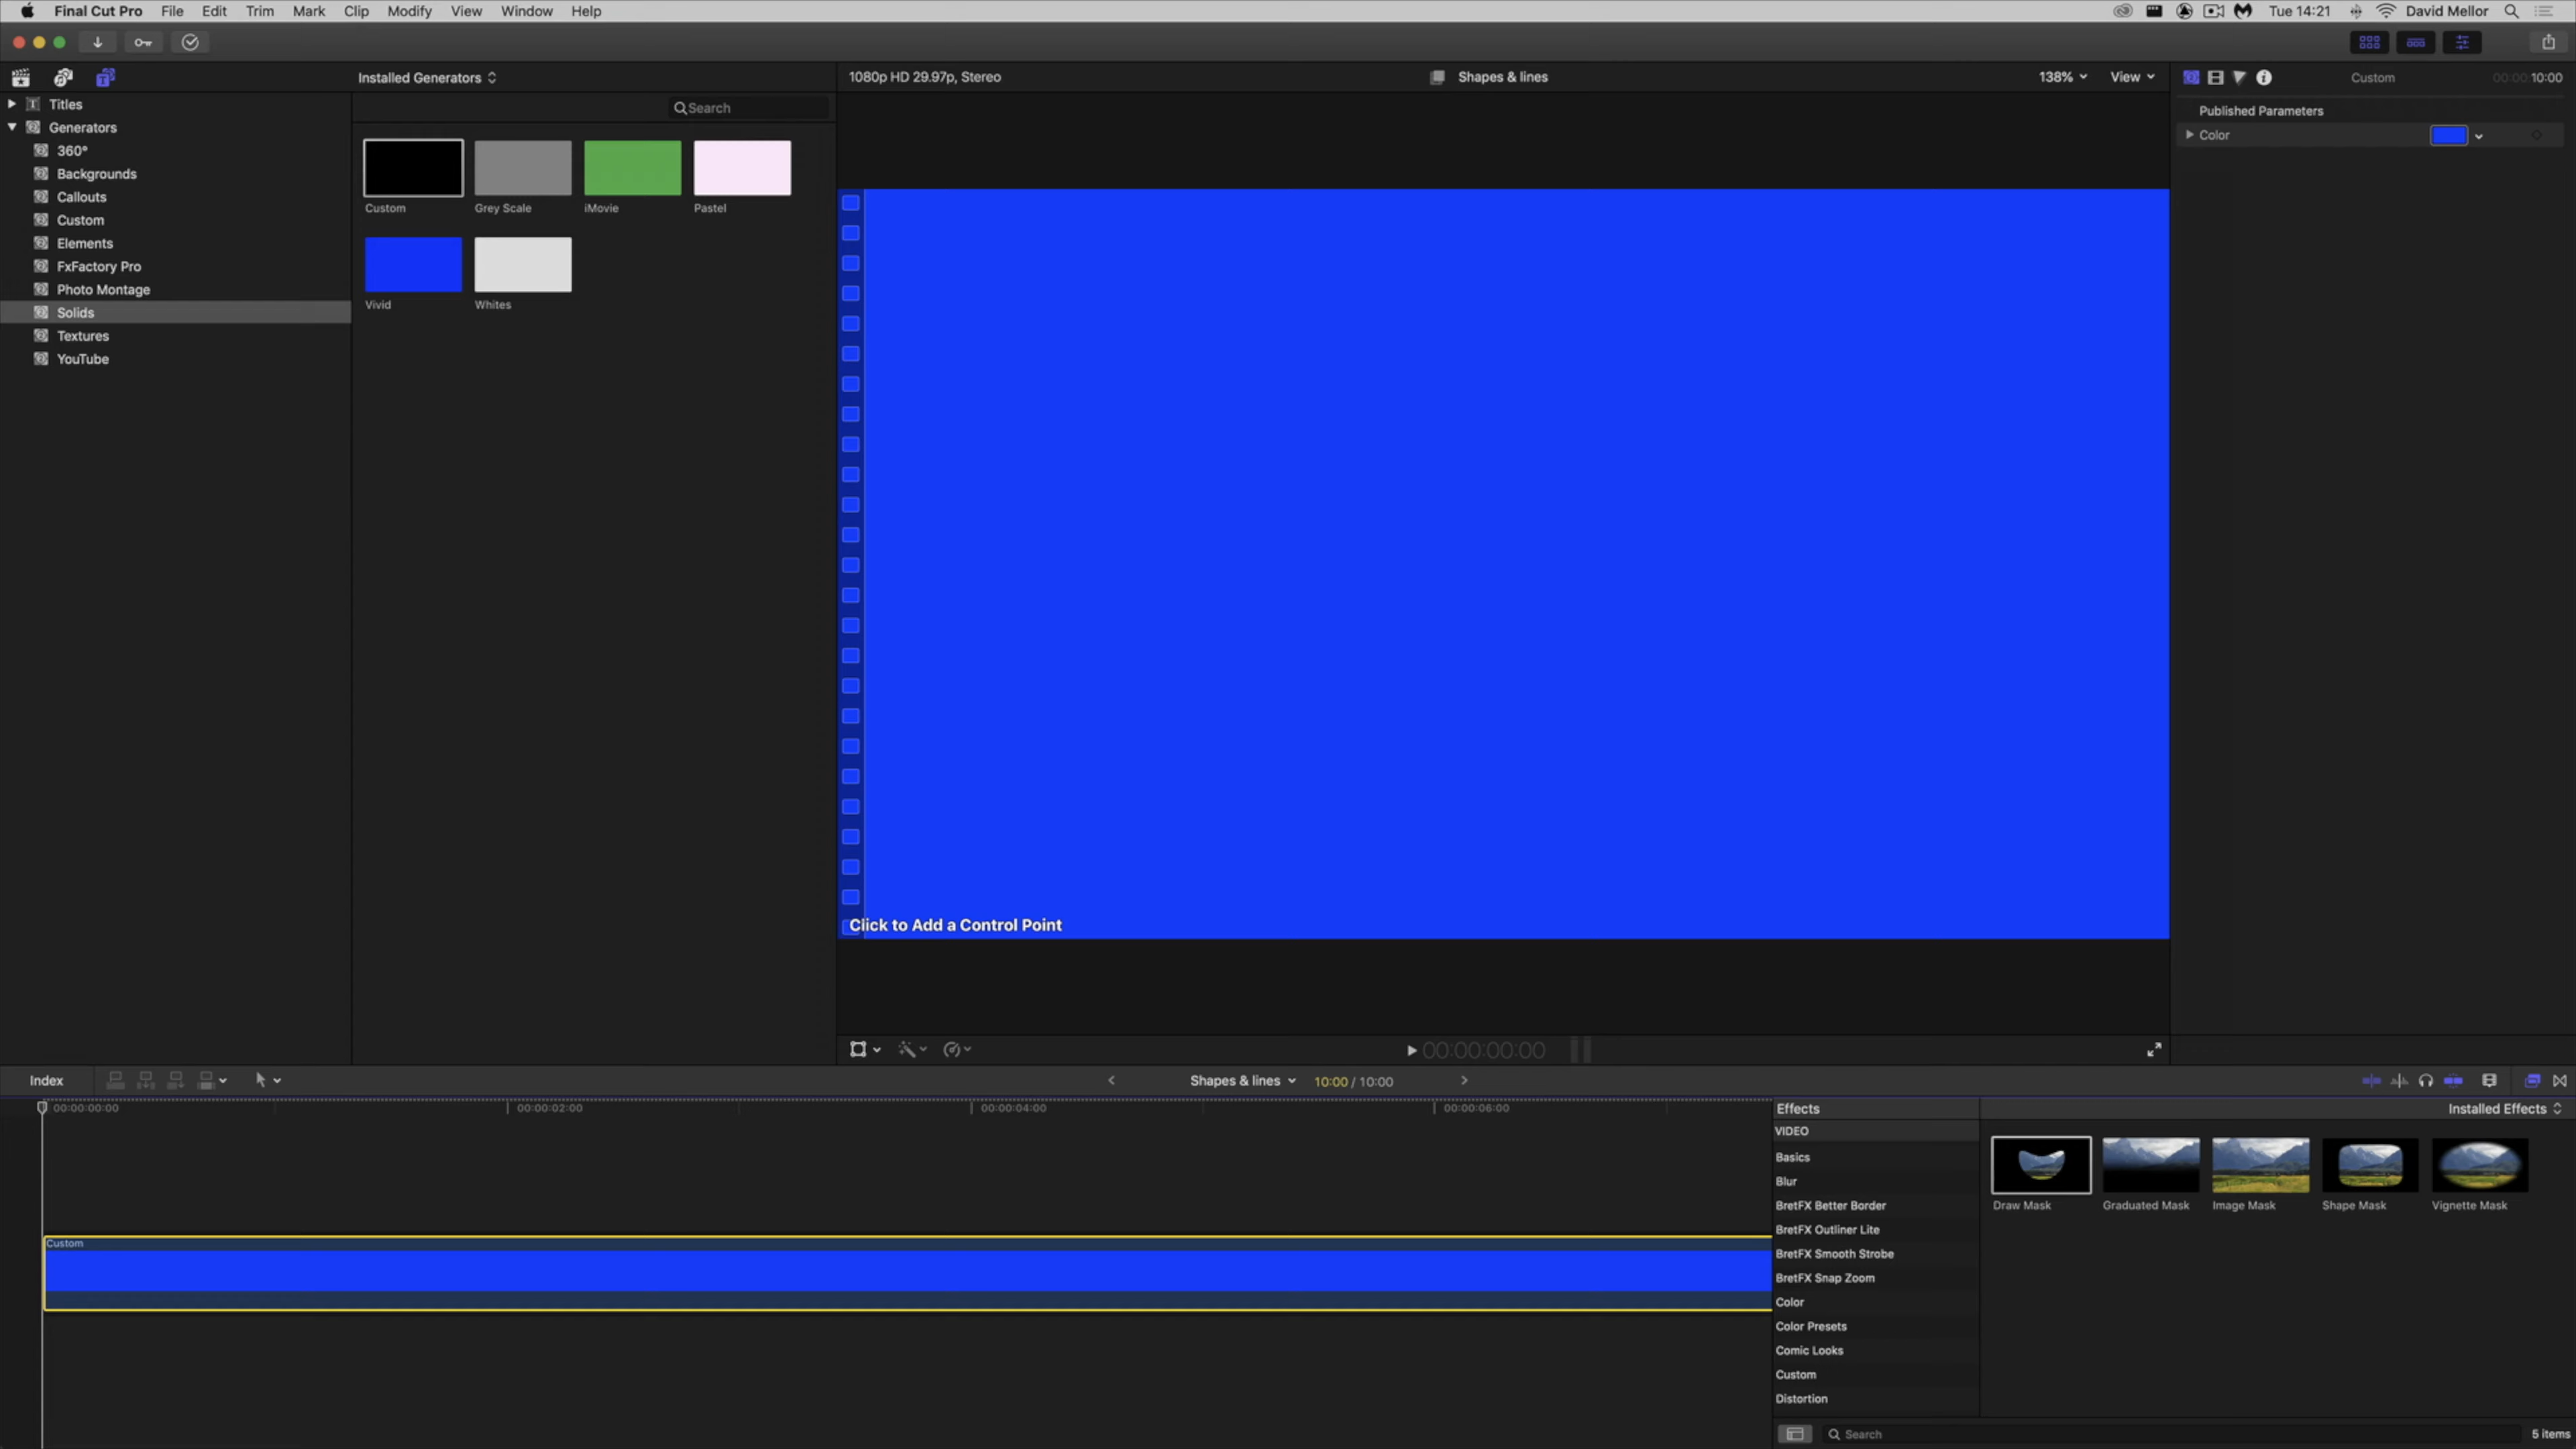 Final Cut Pro File Edit Trim Mark Clip Modify View Window Help Tue 14:21 David Mellor
Installed Generators 1080p HD 29.97p, Stereo Shapes & lines 138% View Custom 00:00:10:00
Titles
Generators
360°
Backgrounds
Callouts
Custom
Elements
FxFactory Pro
Photo Montage
Solids
Textures
YouTube
Search
Custom Grey Scale iMovie Pastel
Vivid Whites
Click to Add a Control Point
Published Parameters
Color
00:00:00:00
Index Shapes & lines 10:00 / 10:00
00:00:00:00 00:00:02:00 00:00:04:00 00:00:06:00
Custom
Effects Installed Effects
VIDEO
Basics
Blur
BretFX Better Border
BretFX Outliner Lite
BretFX Smooth Strobe
BretFX Snap Zoom
Color
Color Presets
Comic Looks
Custom
Distortion
Draw Mask Graduated Mask Image Mask Shape Mask Vignette Mask
Search 5 items